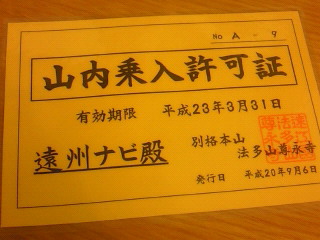 No A - 9
山内乗入許可証
有効期限 平成23年3月31日
遠州ナビ殿
別格本山
法多山尊永寺
発行日 平成20年9月6日